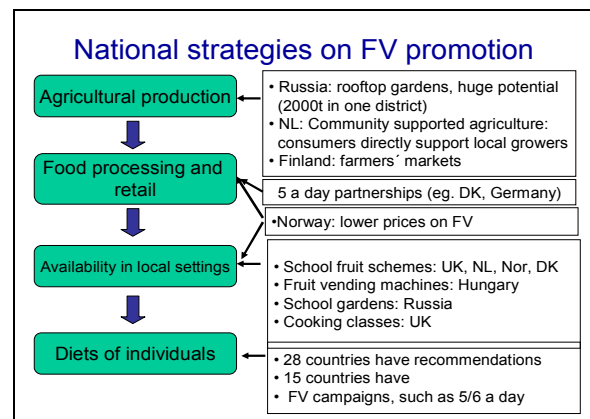 National strategies on FV promotion
Agricultural production
• Russia: rooftop gardens, huge potential
(2000t in one district)
• NL: Community supported agriculture:
consumers directly support local growers
• Finland: farmers´ markets
Food processing and
retail
5 a day partnerships (eg. DK, Germany)
•Norway: lower prices on FV
Availability in local settings
• School fruit schemes: UK, NL, Nor, DK
• Fruit vending machines: Hungary
• School gardens: Russia
• Cooking classes: UK
Diets of individuals
• 28 countries have recommendations
• 15 countries have
• FV campaigns, such as 5/6 a day